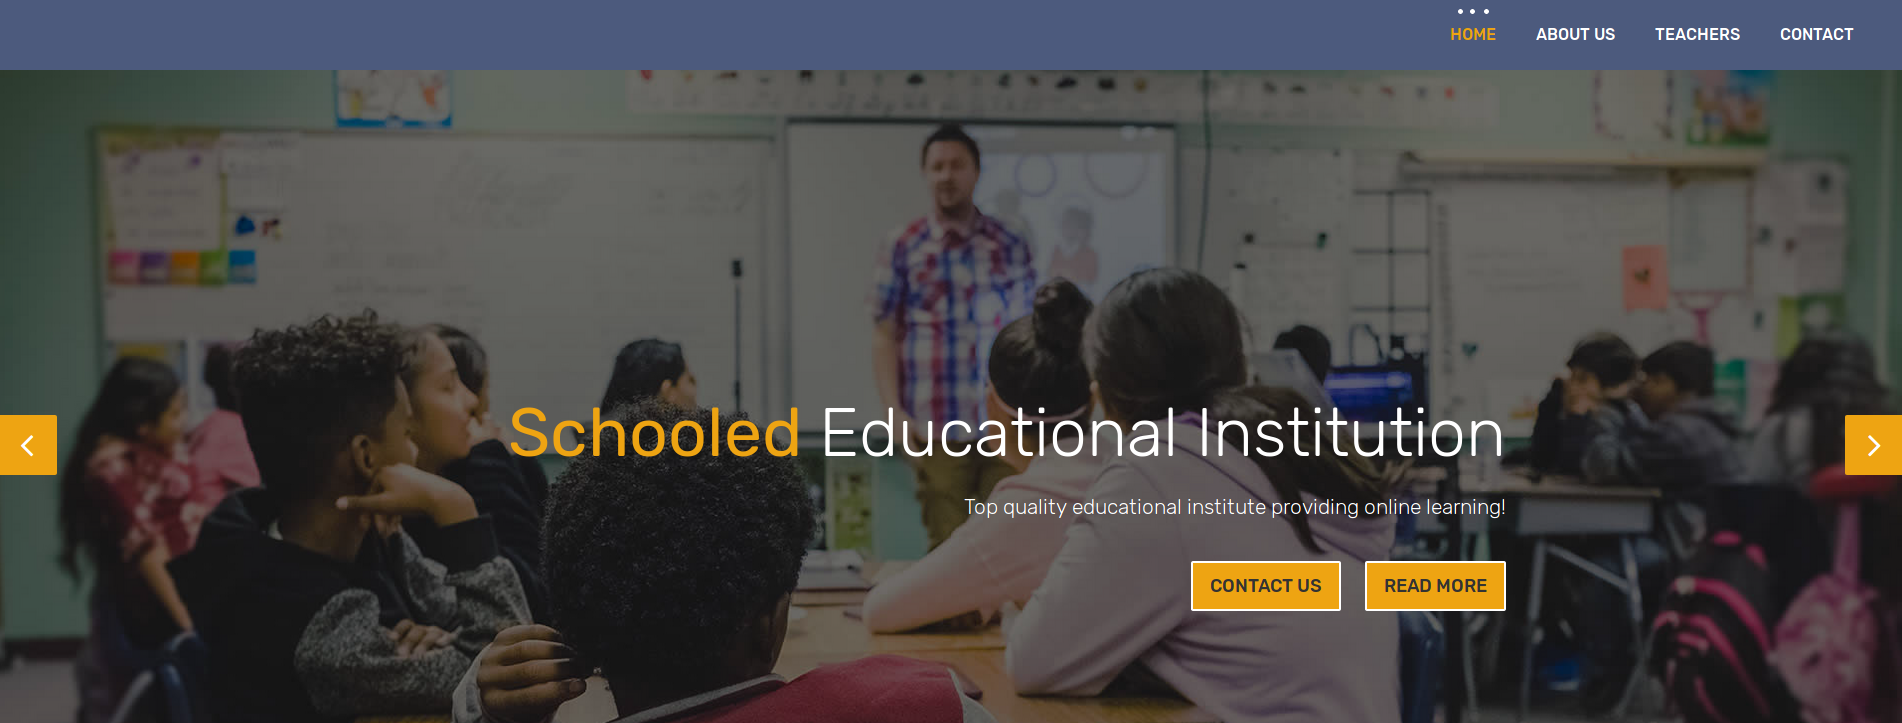 HOME ABOUT US TEACHERS CONTACT
Schooled Educational Institution
Top quality educational institute providing online learning!
CONTACT US READ MORE